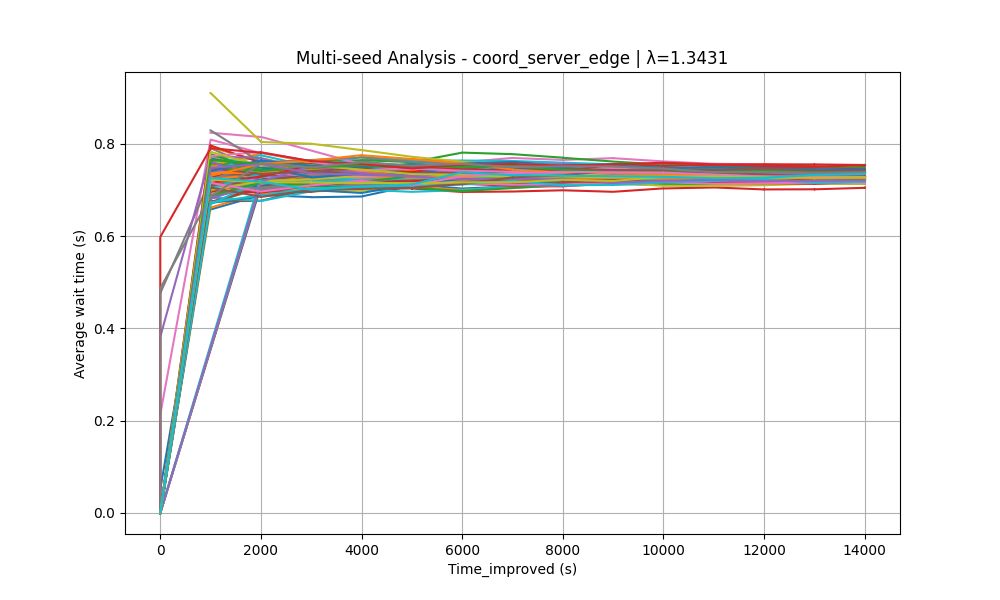 Multi-seed Analysis - coord_server_edge | λ=1.3431
Average wait time (s)
0.8
0.6
0.4
0.2
0.0
0 2000 4000 6000 8000 10000 12000 14000
Time_improved (s)